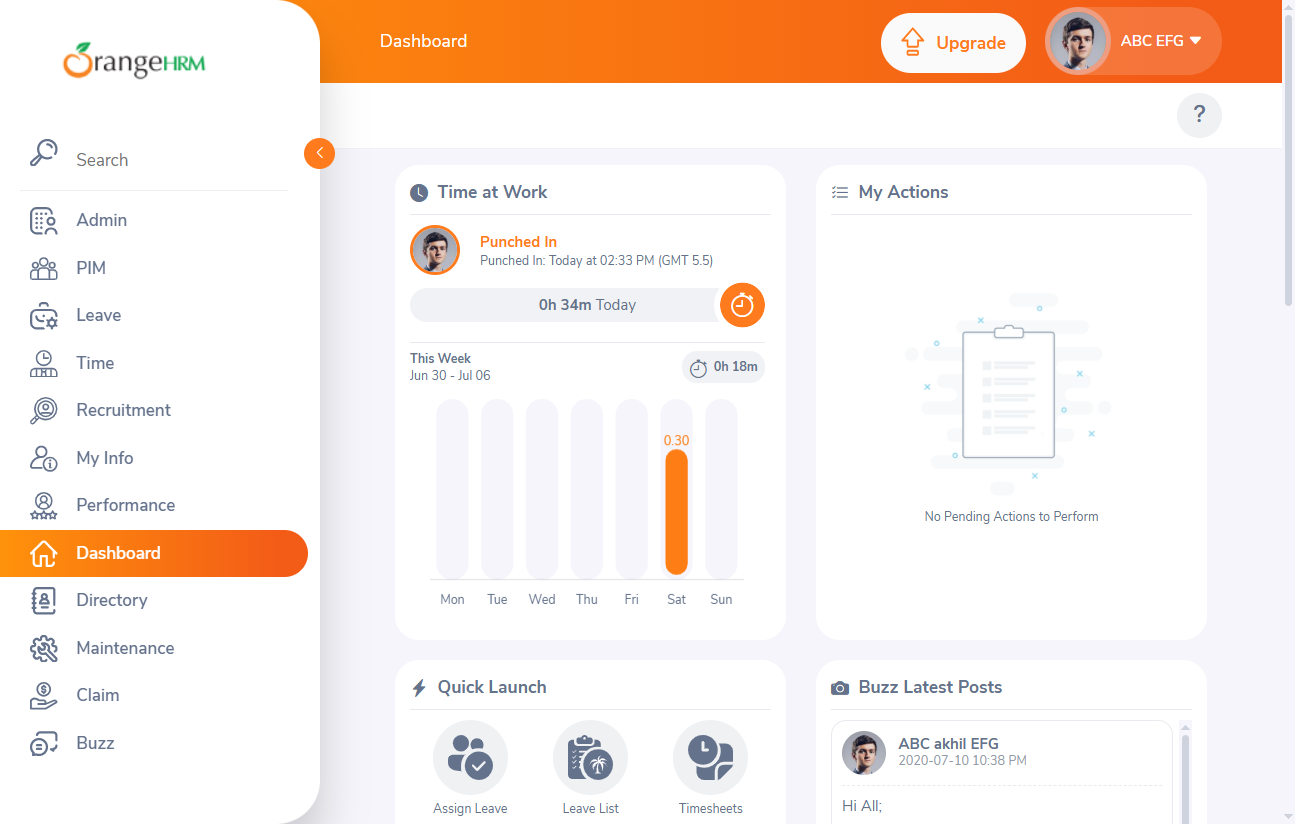 OrangeHRM
Dashboard
Upgrade
ABC EFG
?
Search
Admin
PIM
Leave
Time
Recruitment
My Info
Performance
Dashboard
Directory
Maintenance
Claim
Buzz
Time at Work
Punched In
Punched In: Today at 02:33 PM (GMT 5.5)
0h 34m Today
This Week
Jun 30 - Jul 06
0h 18m
0.30
Mon Tue Wed Thu Fri Sat Sun
My Actions
No Pending Actions to Perform
Quick Launch
Assign Leave
Leave List
Timesheets
Buzz Latest Posts
ABC akhil EFG
2020-07-10 10:38 PM
Hi All;